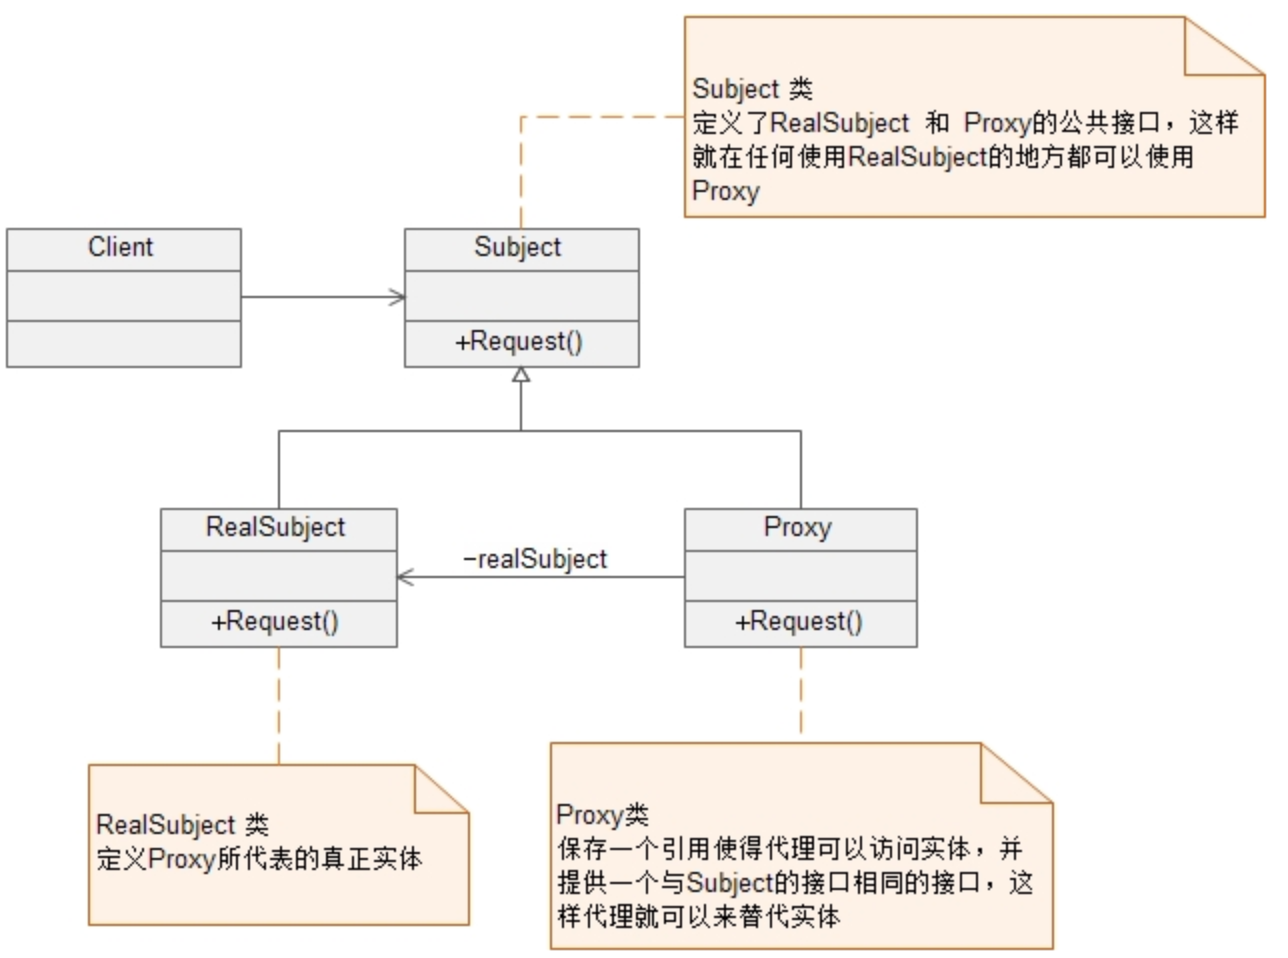 Subject 类
定义了RealSubject 和 Proxy的公共接口，这样
就在任何使用RealSubject的地方都可以使用
Proxy
Client
Subject
+Request()
RealSubject
Proxy
-realSubject
+Request()
+Request()
RealSubject 类
定义Proxy所代表的真正实体
Proxy类
保存一个引用使得代理可以访问实体，并
提供一个与Subject的接口相同的接口，这
样代理就可以来替代实体